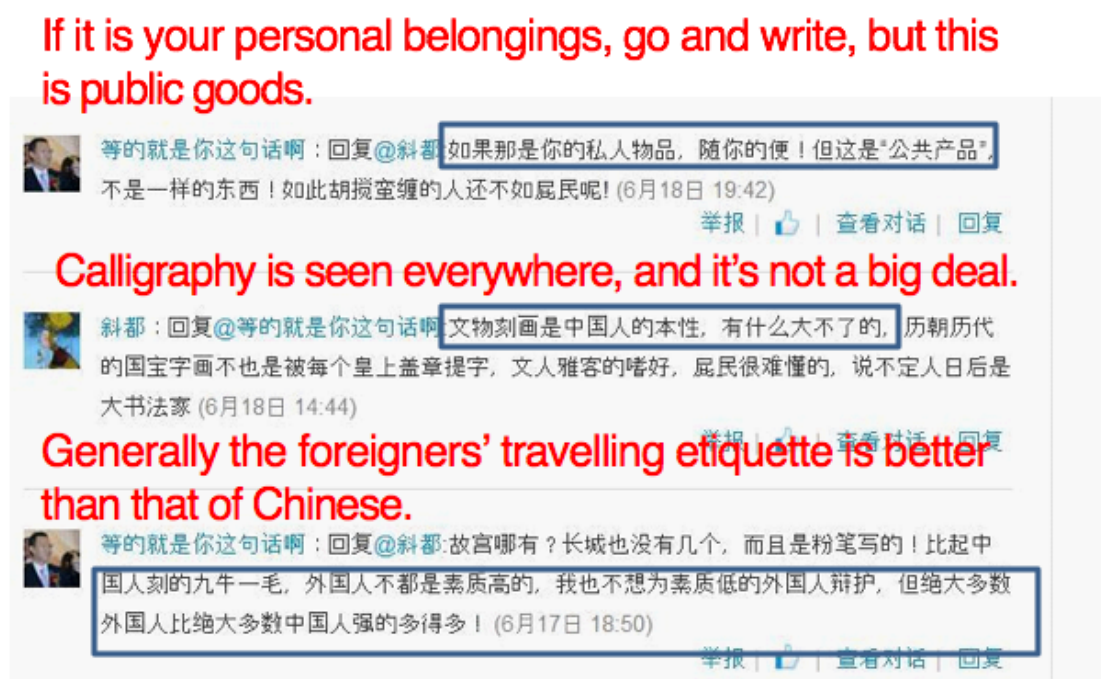 If it is your personal belongings, go and write, but this
is public goods.
等的就是你这句话啊：回复@斜都:如果那是你的私人物品，随你的便！但这是“公共产品”，
不是一样的东西！如此胡搅蛮缠的人还不如屁民呢! (6月18日 19:42)
举报 | | 查看对话 | 回复
Calligraphy is seen everywhere, and it's not a big deal.
斜都：回复@等的就是你这句话啊:文物刻画是中国人的本性，有什么大不了的，历朝历代
的国宝字画不也是被每个皇上盖章提字，文人雅客的嗜好，屁民很难懂的，说不定人日后是
大书法家 (6月18日 14:44)
举报 | | 查看对话 | 回复
Generally the foreigners' travelling etiquette is better
than that of Chinese.
等的就是你这句话啊：回复@斜都:故宫哪有？长城也没有几个，而且是粉笔写的！比起中
国人刻的九牛一毛，外国人不都是素质高的，我也不想为素质低的外国人辩护，但绝大多数
外国人比绝大多数中国人强的多得多！ (6月17日 18:50)
举报 | | 查看对话 | 回复